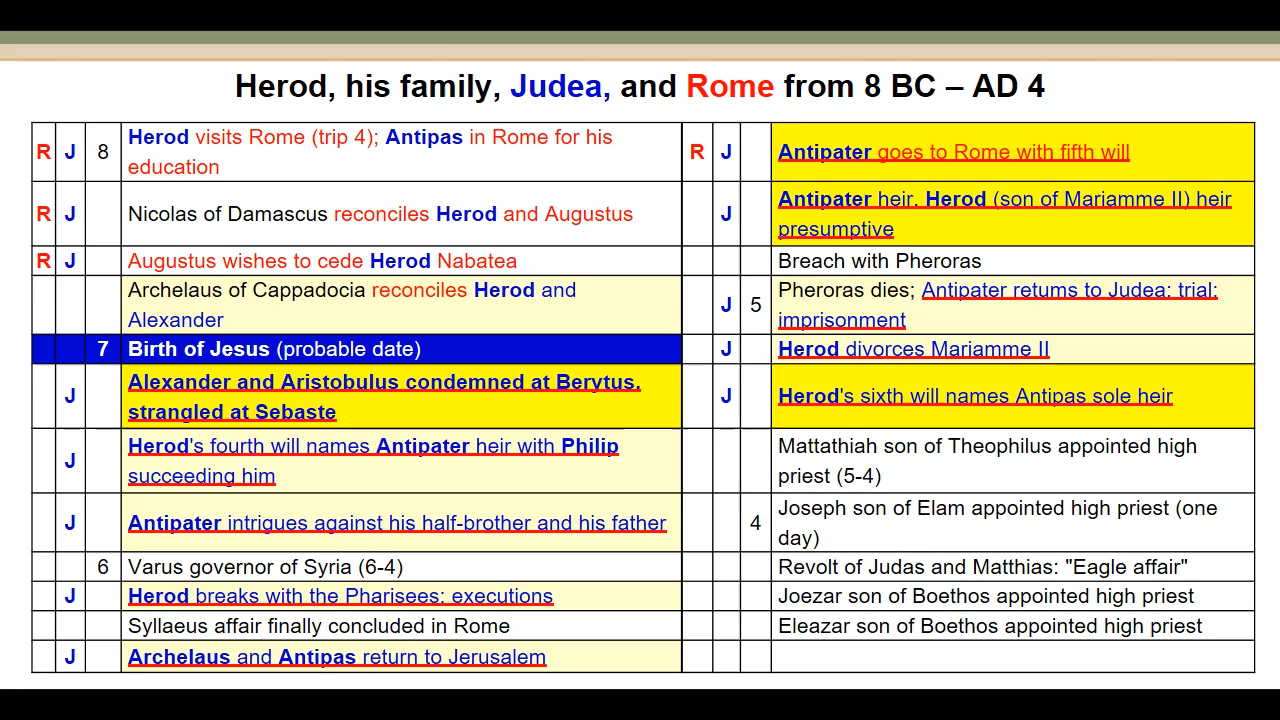 Herod, his family, Judea, and Rome from 8 BC – AD 4
R J 8 Herod visits Rome (trip 4); Antipas in Rome for his
education
R J Nicolas of Damascus reconciles Herod and Augustus
R J Augustus wishes to cede Herod Nabatea
Archelaus of Cappadocia reconciles Herod and
Alexander
7 Birth of Jesus (probable date)
J Alexander and Aristobulus condemned at Berytus,
strangled at Sebaste
J Herod's fourth will names Antipater heir with Philip
succeeding him
J Antipater intrigues against his half-brother and his father
6 Varus governor of Syria (6-4)
J Herod breaks with the Pharisees; executions
Syllaeus affair finally concluded in Rome
J Archelaus and Antipas return to Jerusalem
R J Antipater goes to Rome with fifth will
J Antipater heir, Herod (son of Mariamme II) heir
presumptive
Breach with Pheroras
J 5 Pheroras dies; Antipater returns to Judea; trial;
imprisonment
J Herod divorces Mariamme II
J Herod's sixth will names Antipas sole heir
Mattathiah son of Theophilus appointed high
priest (5-4)
4 Joseph son of Elam appointed high priest (one
day)
Revolt of Judas and Matthias: "Eagle affair"
Joezar son of Boethos appointed high priest
Eleazar son of Boethos appointed high priest